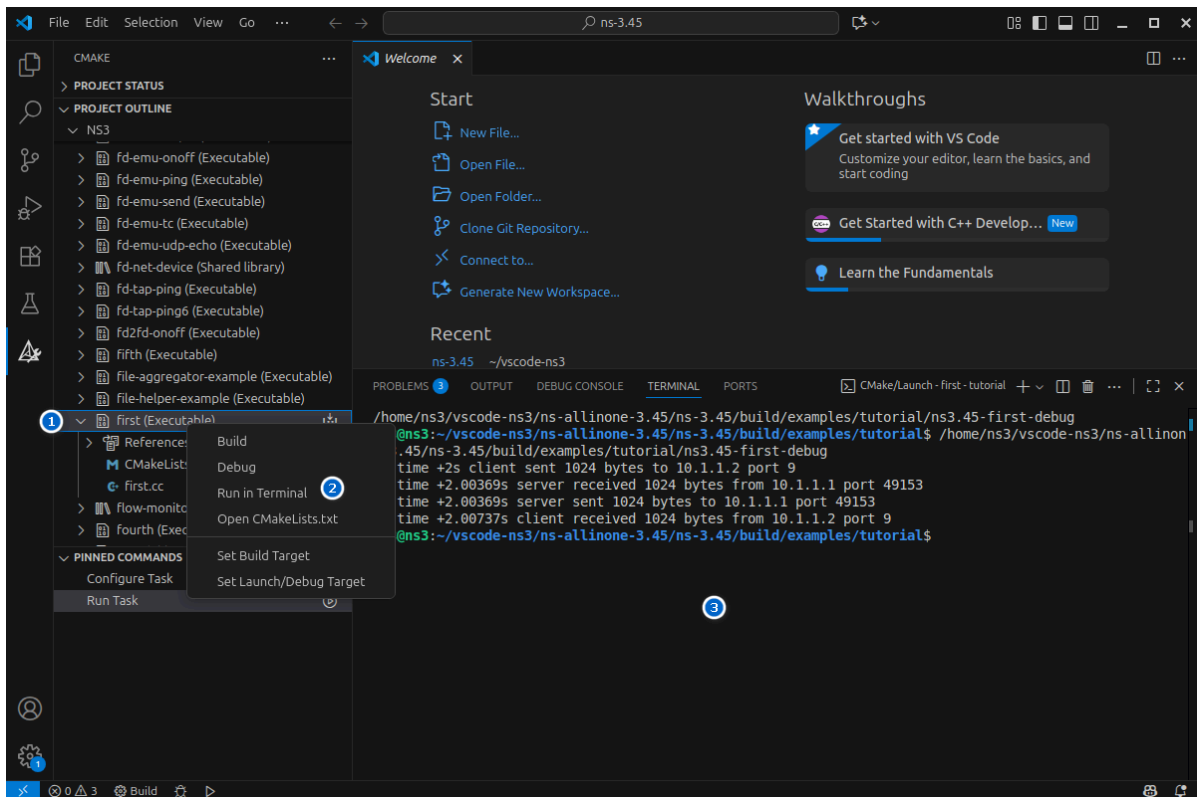 File Edit Selection View Go ···
ns-3.45
CMAKE
PROJECT STATUS
PROJECT OUTLINE
NS3
fd-emu-onoff (Executable)
fd-emu-ping (Executable)
fd-emu-send (Executable)
fd-emu-tc (Executable)
fd-emu-udp-echo (Executable)
fd-net-device (Shared library)
fd-tap-ping (Executable)
fd-tap-ping6 (Executable)
fd2fd-onoff (Executable)
fifth (Executable)
file-aggregator-example (Executable)
file-helper-example (Executable)
1 first (Executable)
References
CMakeLists
first.cc
flow-monito
fourth (Exec
Build
Debug
Run in Terminal 2
Open CMakeLists.txt
Set Build Target
Set Launch/Debug Target
PINNED COMMANDS
Configure Task
Run Task
Welcome
Start
New File...
Open File...
Open Folder...
Clone Git Repository...
Connect to...
Generate New Workspace...
Recent
ns-3.45 ~/vscode-ns3
Walkthroughs
Get started with VS Code
Customize your editor, learn the basics, and
start coding
Get Started with C++ Develop... New
Learn the Fundamentals
PROBLEMS 3 OUTPUT DEBUG CONSOLE TERMINAL PORTS CMake/Launch - first - tutorial
/home/ns3/vscode-ns3/ns-allinone-3.45/ns-3.45/build/examples/tutorial/ns3.45-first-debug
@ns3:~/vscode-ns3/ns-allinone-3.45/ns-3.45/build/examples/tutorial$ /home/ns3/vscode-ns3/ns-allinon
.45/ns-3.45/build/examples/tutorial/ns3.45-first-debug
time +2s client sent 1024 bytes to 10.1.1.2 port 9
time +2.00369s server received 1024 bytes from 10.1.1.1 port 49153
time +2.00369s server sent 1024 bytes to 10.1.1.1 port 49153
time +2.00737s client received 1024 bytes from 10.1.1.2 port 9
@ns3:~/vscode-ns3/ns-allinone-3.45/ns-3.45/build/examples/tutorial$
3
1
0 3 Build